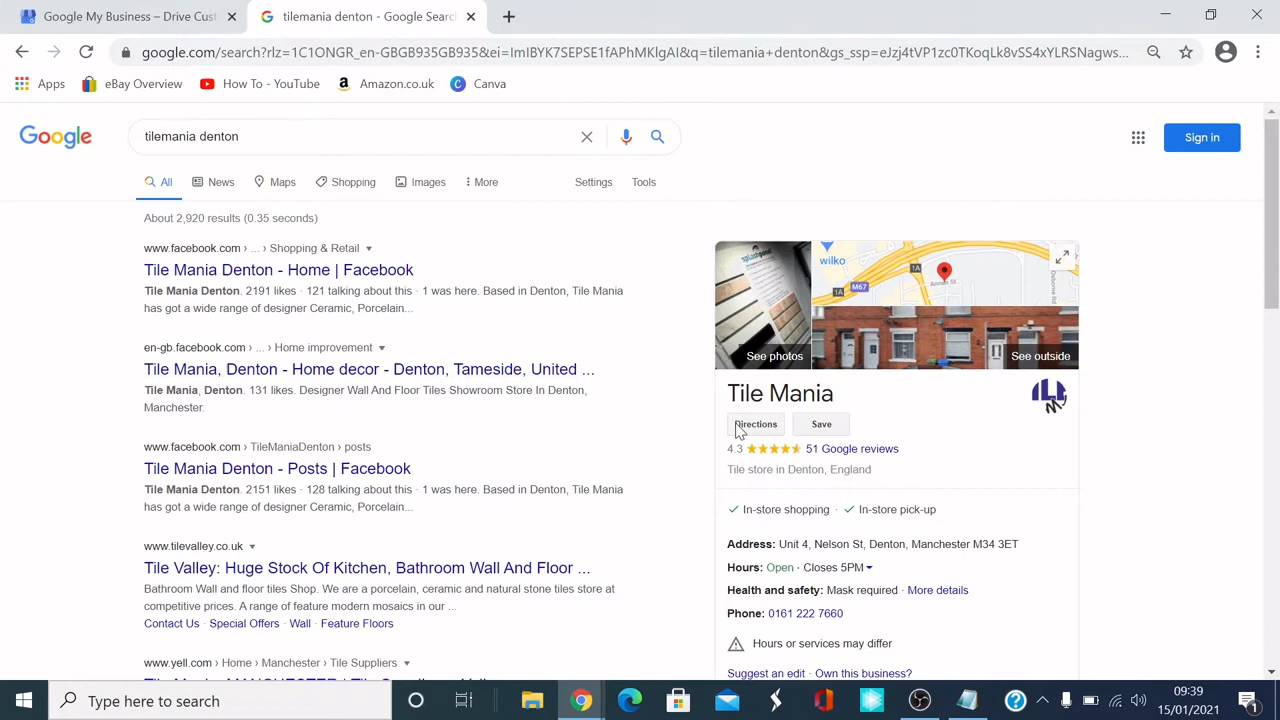 Google My Business – Drive Cust
tilemania denton - Google Search
google.com/search?rlz=1C1ONGR_en-GBGB935GB935&ei=
&q=tilemania+denton&gs_ssp=
Apps
eBay Overview
How To - YouTube
Amazon.co.uk
Canva
Google
tilemania denton
Sign in
All
News
Maps
Shopping
Images
More
Settings
Tools
About 2,920 results (0.35 seconds)
www.facebook.com › ... › Shopping & Retail
Tile Mania Denton - Home | Facebook
Tile Mania Denton. 2191 likes · 121 talking about this · 1 was here. Based in Denton, Tile Mania
has got a wide range of designer Ceramic, Porcelain...
en-gb.facebook.com › ... › Home improvement
Tile Mania, Denton - Home decor - Denton, Tameside, United ...
Tile Mania, Denton. 131 likes. Designer Wall And Floor Tiles Showroom Store In Denton,
Manchester.
www.facebook.com › TileManiaDenton › posts
Tile Mania Denton - Posts | Facebook
Tile Mania Denton. 2151 likes · 128 talking about this · 1 was here. Based in Denton, Tile Mania
has got a wide range of designer Ceramic, Porcelain...
www.tilevalley.co.uk
Tile Valley: Huge Stock Of Kitchen, Bathroom Wall And Floor ...
Bathroom Wall and floor tiles Shop. We are a porcelain, ceramic and natural stone tiles store at
competitive prices. A range of feature modern mosaics in our ...
Contact Us · Special Offers · Wall · Feature Floors
www.yell.com › Home › Manchester › Tile Suppliers
wilko
1A
1A
M67
Annan St
See photos
See outside
Tile Mania
Directions
Save
4.3
51 Google reviews
Tile store in Denton, England
In-store shopping · In-store pick-up
Address: Unit 4, Nelson St, Denton, Manchester M34 3ET
Hours: Open · Closes 5PM
Health and safety: Mask required · More details
Phone: 0161 222 7660
Hours or services may differ
Suggest an edit · Own this business?
Type here to search
09:39
15/01/2021
1